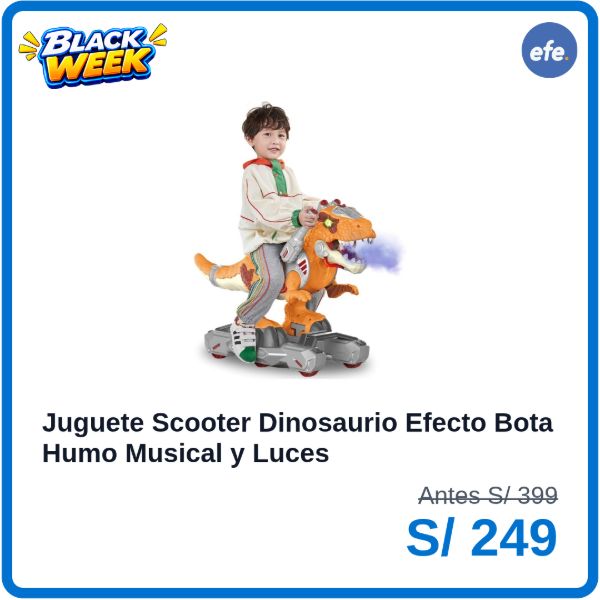 BLACK
WEEK
efe.
Juguete Scooter Dinosaurio Efecto Bota
Humo Musical y Luces
Antes S/ 399
S/ 249